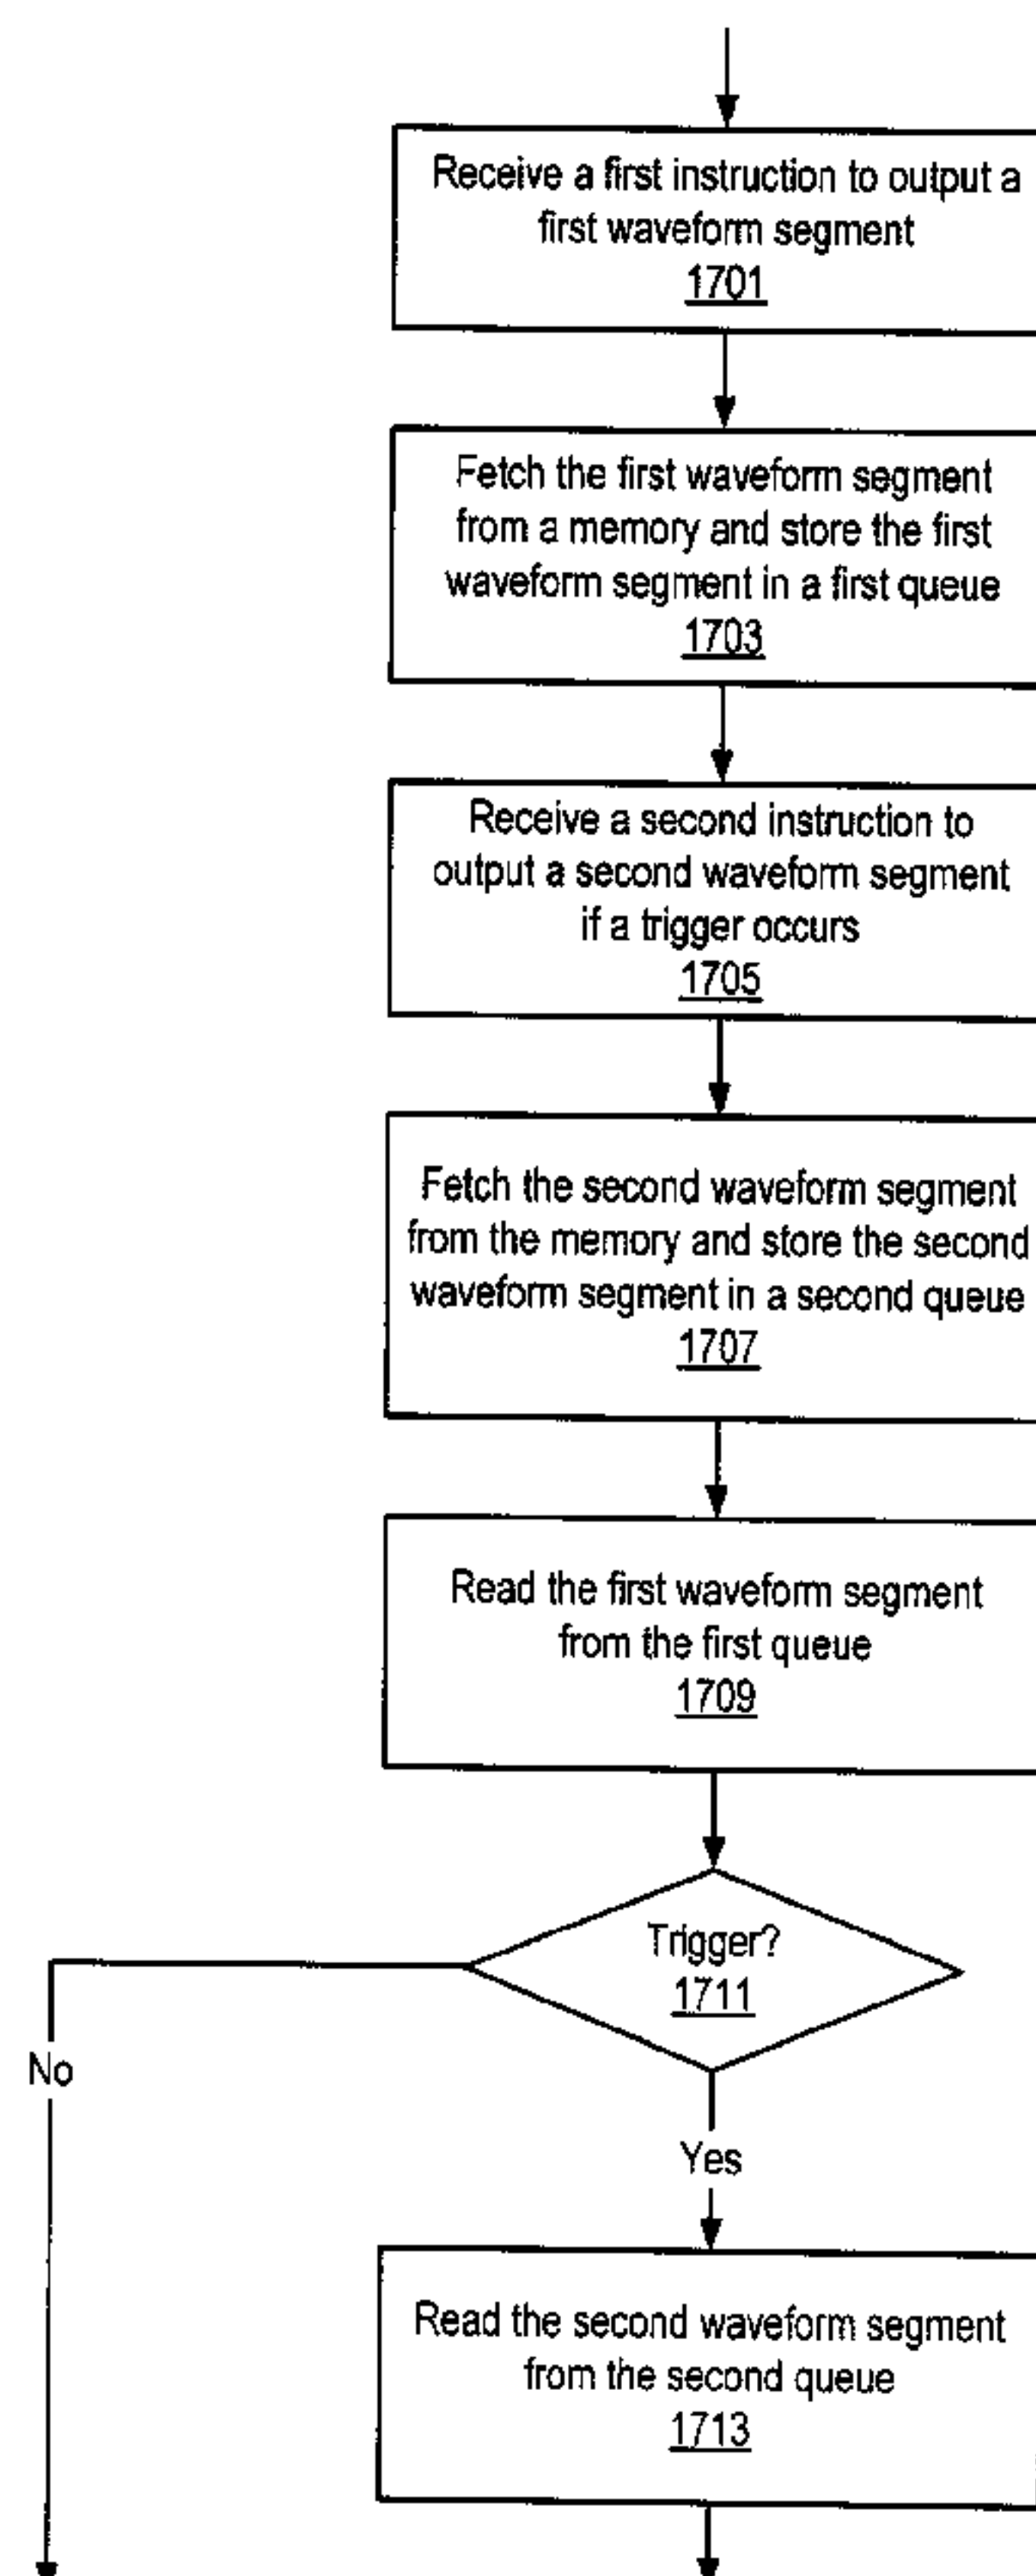 Receive a first instruction to output a
first waveform segment
1701
Fetch the first waveform segment
from a memory and store the first
waveform segment in a first queue
1703
Receive a second instruction to
output a second waveform segment
if a trigger occurs
1705
Fetch the second waveform segment
from the memory and store the second
waveform segment in a second queue
1707
Read the first waveform segment
from the first queue
1709
Trigger?
1711
No
Yes
Read the second waveform segment
from the second queue
1713